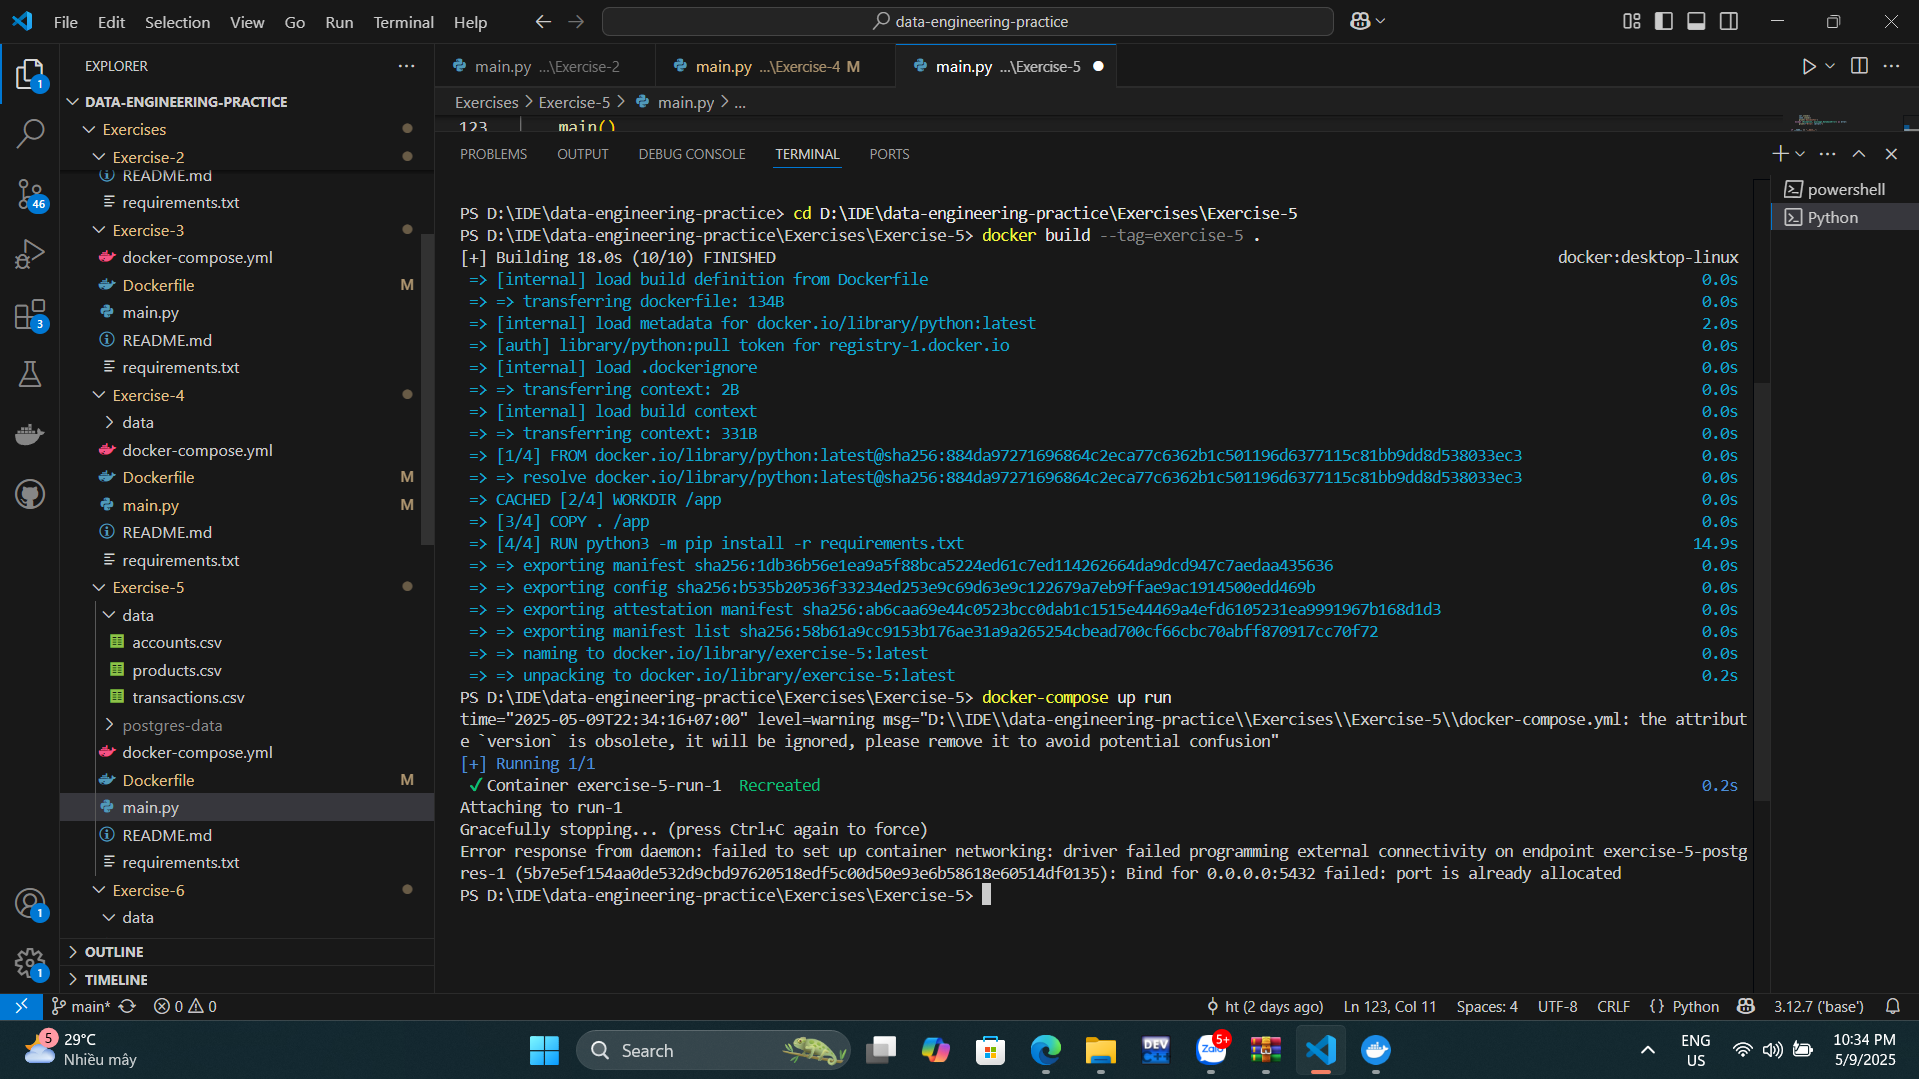 File Edit Selection View Go Run Terminal Help
data-engineering-practice
EXPLORER
main.py ...\Exercise-2
main.py ...\Exercise-4 M
main.py ...\Exercise-5
DATA-ENGINEERING-PRACTICE
Exercises > Exercise-5 > main.py > ...
Exercises
123 main()
Exercise-2
README.md
requirements.txt
Exercise-3
docker-compose.yml
Dockerfile M
main.py
README.md
requirements.txt
Exercise-4
data
docker-compose.yml
Dockerfile M
main.py M
README.md
requirements.txt
Exercise-5
data
accounts.csv
products.csv
transactions.csv
postgres-data
docker-compose.yml
Dockerfile M
main.py
README.md
requirements.txt
Exercise-6
data
OUTLINE
TIMELINE
1
46
3
1
1
PROBLEMS OUTPUT DEBUG CONSOLE TERMINAL PORTS
powershell
Python
PS D:\IDE\data-engineering-practice> cd D:\IDE\data-engineering-practice\Exercises\Exercise-5
PS D:\IDE\data-engineering-practice\Exercises\Exercise-5> docker build --tag=exercise-5 .
[+] Building 18.0s (10/10) FINISHED docker:desktop-linux
=> [internal] load build definition from Dockerfile 0.0s
=> => transferring dockerfile: 134B 0.0s
=> [internal] load metadata for docker.io/library/python:latest 2.0s
=> [auth] library/python:pull token for registry-1.docker.io 0.0s
=> [internal] load .dockerignore 0.0s
=> => transferring context: 2B 0.0s
=> [internal] load build context 0.0s
=> => transferring context: 331B 0.0s
=> [1/4] FROM docker.io/library/python:latest@sha256:884da97271696864c2eca77c6362b1c501196d6377115c81bb9dd8d538033ec3 0.0s
=> => resolve docker.io/library/python:latest@sha256:884da97271696864c2eca77c6362b1c501196d6377115c81bb9dd8d538033ec3 0.0s
=> CACHED [2/4] WORKDIR /app 0.0s
=> [3/4] COPY . /app 0.0s
=> [4/4] RUN python3 -m pip install -r requirements.txt 14.9s
=> => exporting manifest sha256:1db36b56e1ea9a5f88bca5224ed61c7ed114262664da9dcd947c7aedaa435636 0.0s
=> => exporting config sha256:b535b20536f33234ed253e9c69d63e9c122679a7eb9ffae9ac1914500edd469b 0.0s
=> => exporting attestation manifest sha256:ab6caa69e44c0523bcc0dab1c1515e44469a4efd6105231ea9991967b168d1d3 0.0s
=> => exporting manifest list sha256:58b61a9cc9153b176ae31a9a265254cbead700cf66cbc70abff870917cc70f72 0.0s
=> => naming to docker.io/library/exercise-5:latest 0.0s
=> => unpacking to docker.io/library/exercise-5:latest 0.2s
PS D:\IDE\data-engineering-practice\Exercises\Exercise-5> docker-compose up run
time="2025-05-09T22:34:16+07:00" level=warning msg="D:\\IDE\\data-engineering-practice\\Exercises\\Exercise-5\\docker-compose.yml: the attribut
e `version` is obsolete, it will be ignored, please remove it to avoid potential confusion"
[+] Running 1/1
✔ Container exercise-5-run-1 Recreated 0.2s
Attaching to run-1
Gracefully stopping... (press Ctrl+C again to force)
Error response from daemon: failed to set up container networking: driver failed programming external connectivity on endpoint exercise-5-postg
res-1 (5b7e5ef154aa0de532d9cbd97620518edf5c00d50e93e6b58618e60514df0135): Bind for 0.0.0.0:5432 failed: port is already allocated
PS D:\IDE\data-engineering-practice\Exercises\Exercise-5>
main* 0 0 ht (2 days ago) Ln 123, Col 11 Spaces: 4 UTF-8 CRLF {} Python 3.12.7 ('base')
5
29°C
Nhiều mây
Search
DEV
Zalo
5+
ENG
US
10:34 PM
5/9/2025